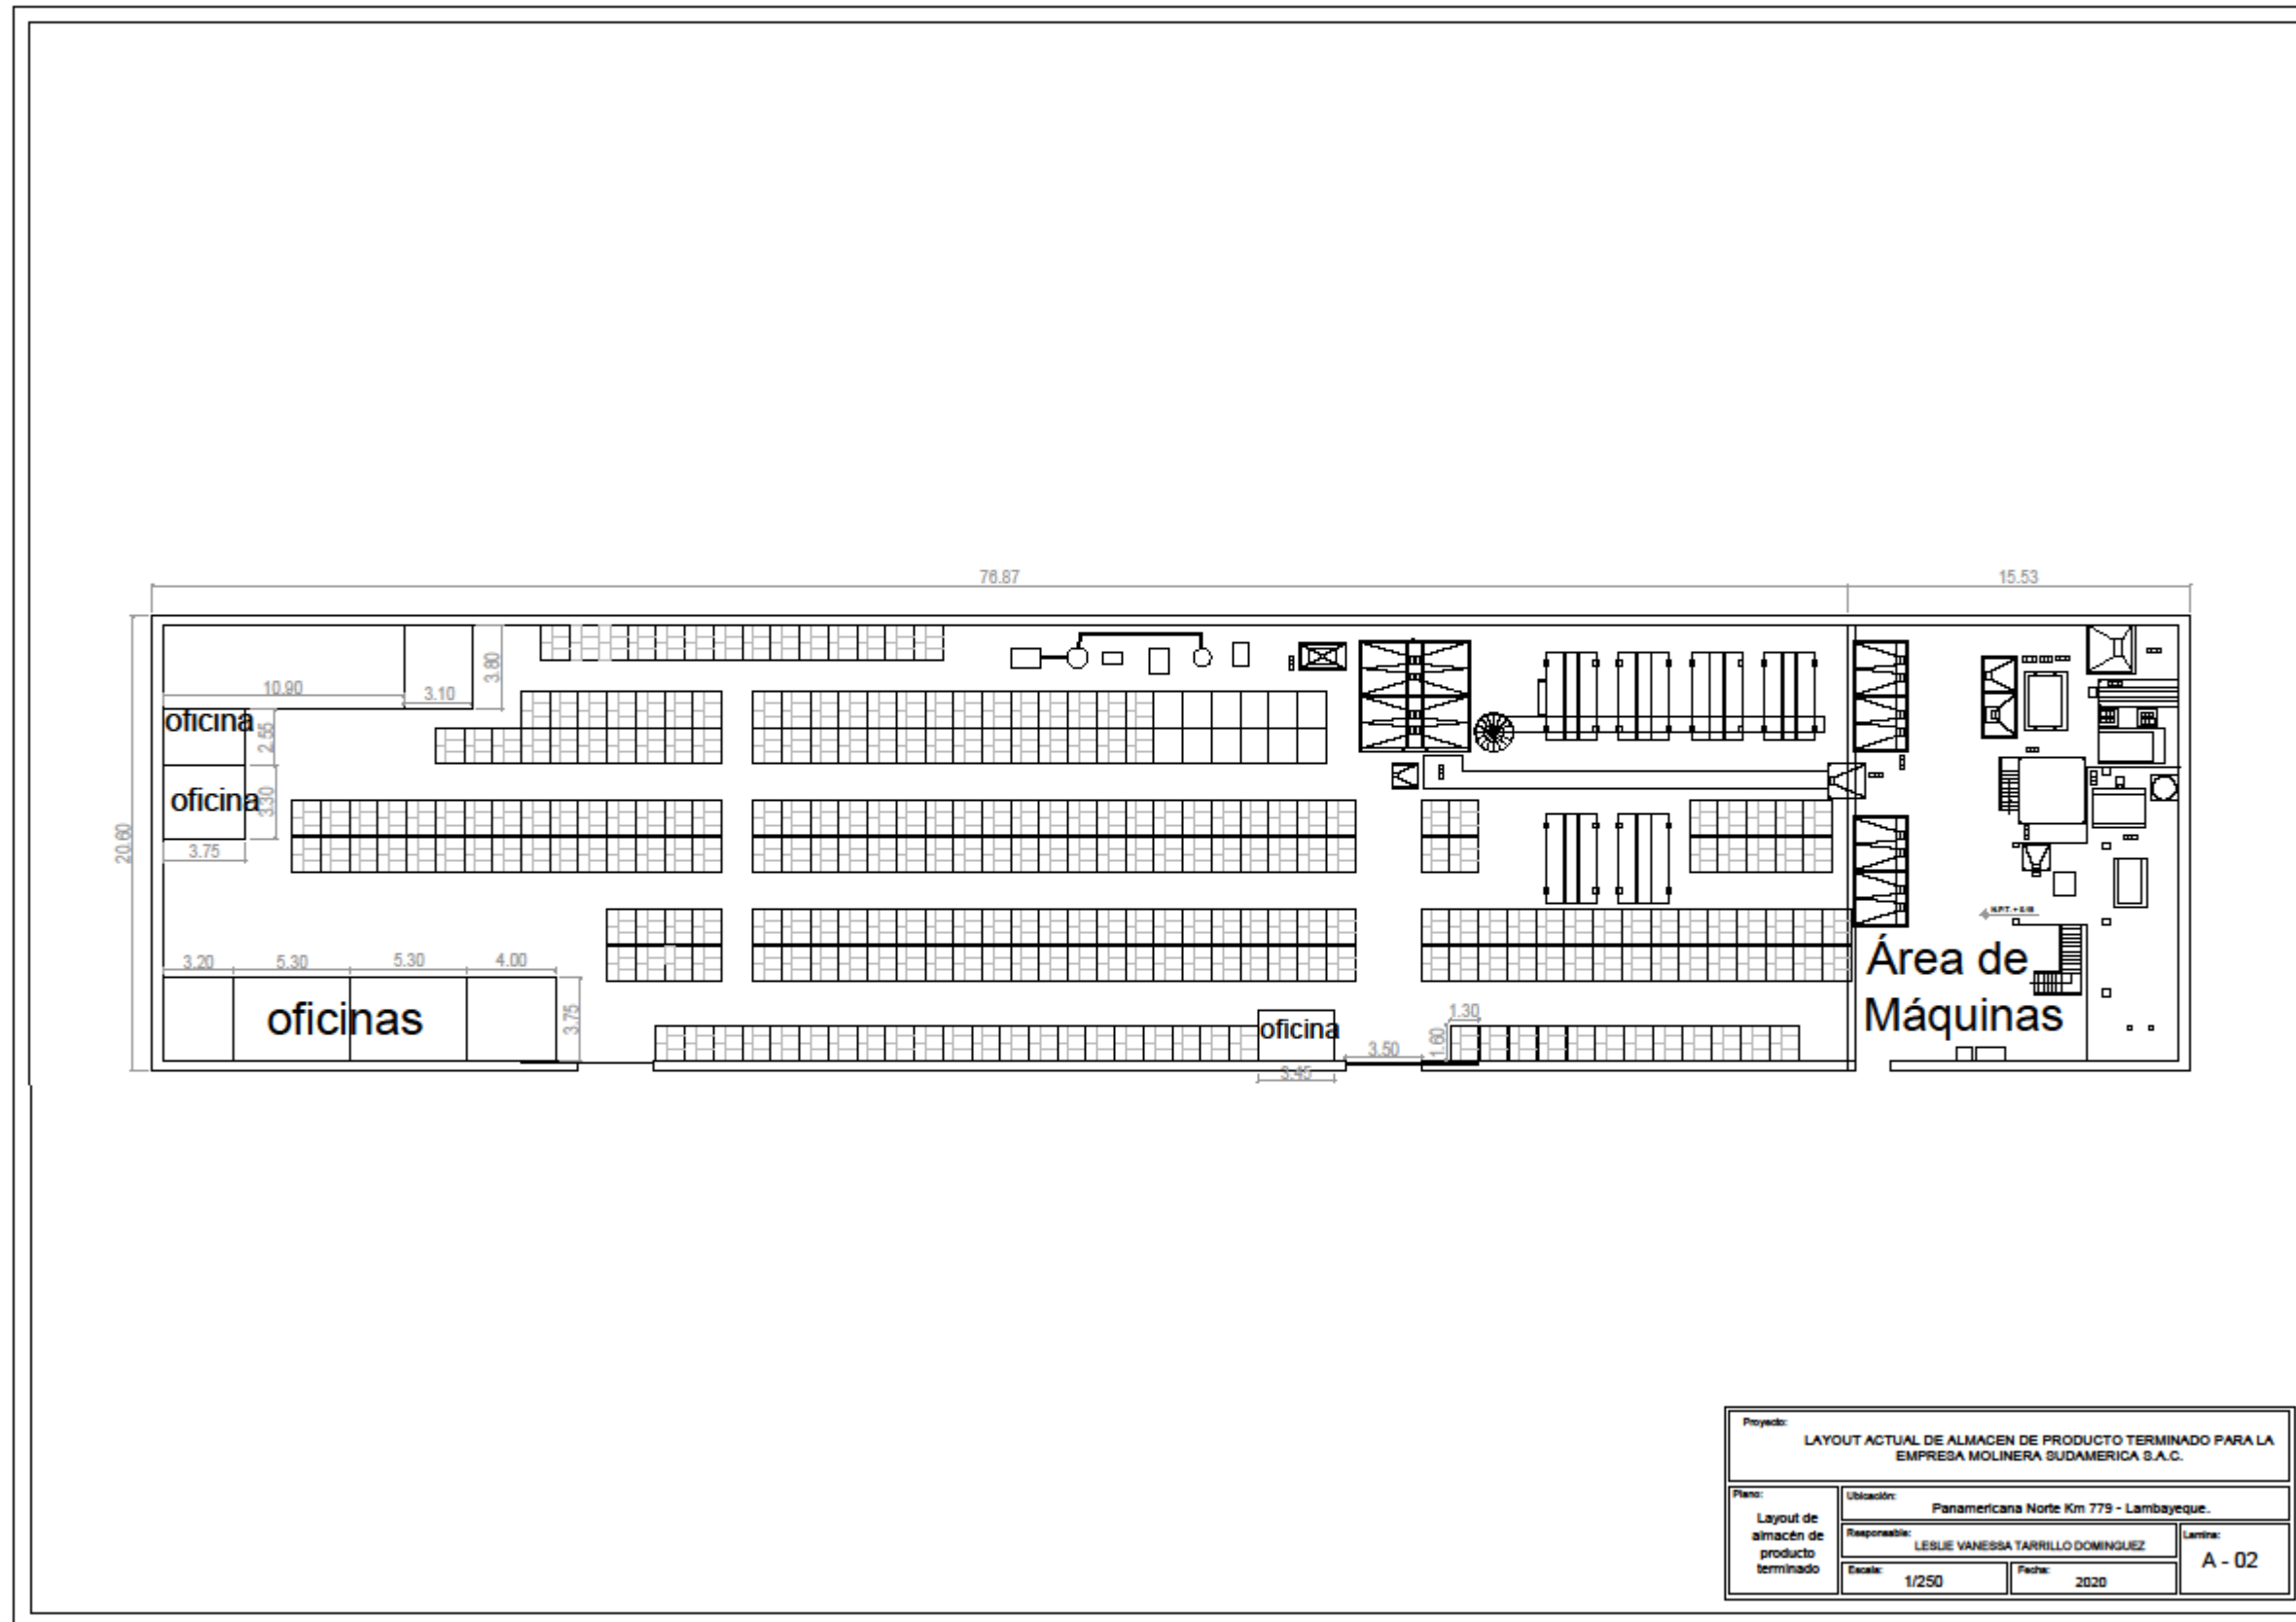 76.87
15.53
3.80
10.90
3.10
oficina
2.55
oficina
3.30
20.60
3.75
3.20
5.30
5.30
4.00
oficinas
3.75
Área de
Máquinas
oficina
1.30
1.60
3.50
3.45
Proyecto:
LAYOUT ACTUAL DE ALMACEN DE PRODUCTO TERMINADO PARA LA
EMPRESA MOLINERA SUDAMERICA S.A.C.
Plano:
Layout de
almacén de
producto
terminado
Ubicación:
Panamericana Norte Km 779 - Lambayeque.
Responsable:
LESLIE VANESSA TARRILLO DOMINGUEZ
Lamina:
A - 02
Escala:
1/250
Fecha:
2020